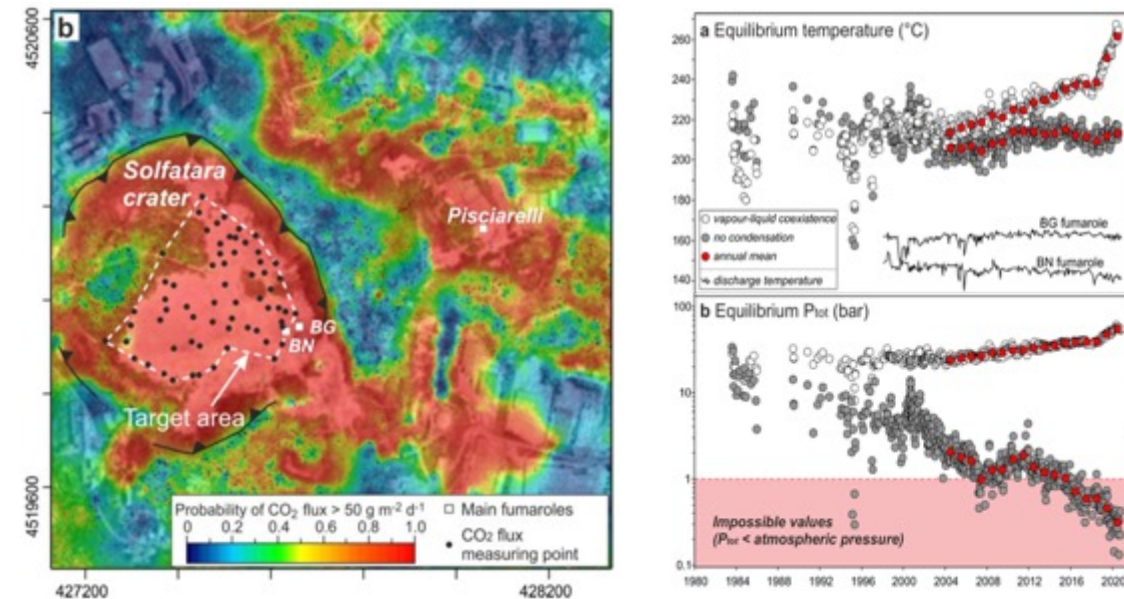 b
4520600
4519600
Solfatara
crater
Pisciarelli
BG
BN
Target area
Probability of CO₂ flux > 50 g m⁻² d⁻¹
0 0.2 0.4 0.6 0.8 1.0
Main fumaroles
CO₂ flux
measuring point
427200 428200
a Equilibrium temperature (°C)
260
240
220
200
180
160
140
vapour-liquid coexistence
no condensation
annual mean
discharge temperature
BG fumarole
BN fumarole
b Equilibrium Ptot (bar)
100
10
1
0.1
Impossible values
(Ptot < atmospheric pressure)
1980 1984 1988 1992 1996 2000 2004 2008 2012 2016 2020